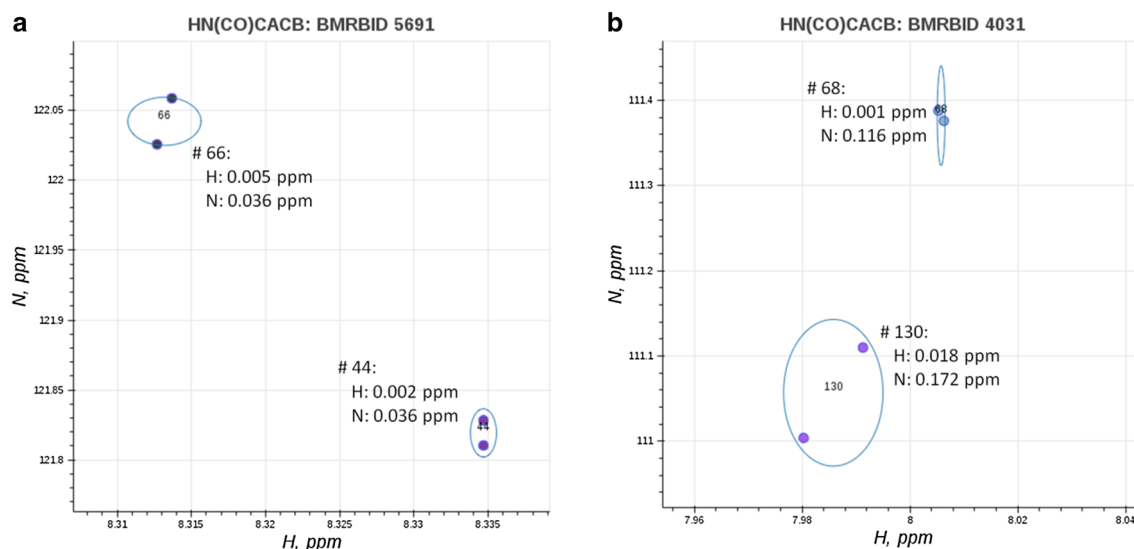 a
HN(CO)CACB: BMRBID 5691
122.05
122
121.95
121.9
121.85
121.8
N, ppm
66
# 66:
H: 0.005 ppm
N: 0.036 ppm
# 44:
H: 0.002 ppm
N: 0.036 ppm
44
8.31
8.315
8.32
8.325
8.33
8.335
H, ppm
b
HN(CO)CACB: BMRBID 4031
111.4
111.3
111.2
111.1
111
N, ppm
# 68:
H: 0.001 ppm
N: 0.116 ppm
68
# 130:
H: 0.018 ppm
N: 0.172 ppm
130
7.96
7.98
8
8.02
8.04
H, ppm